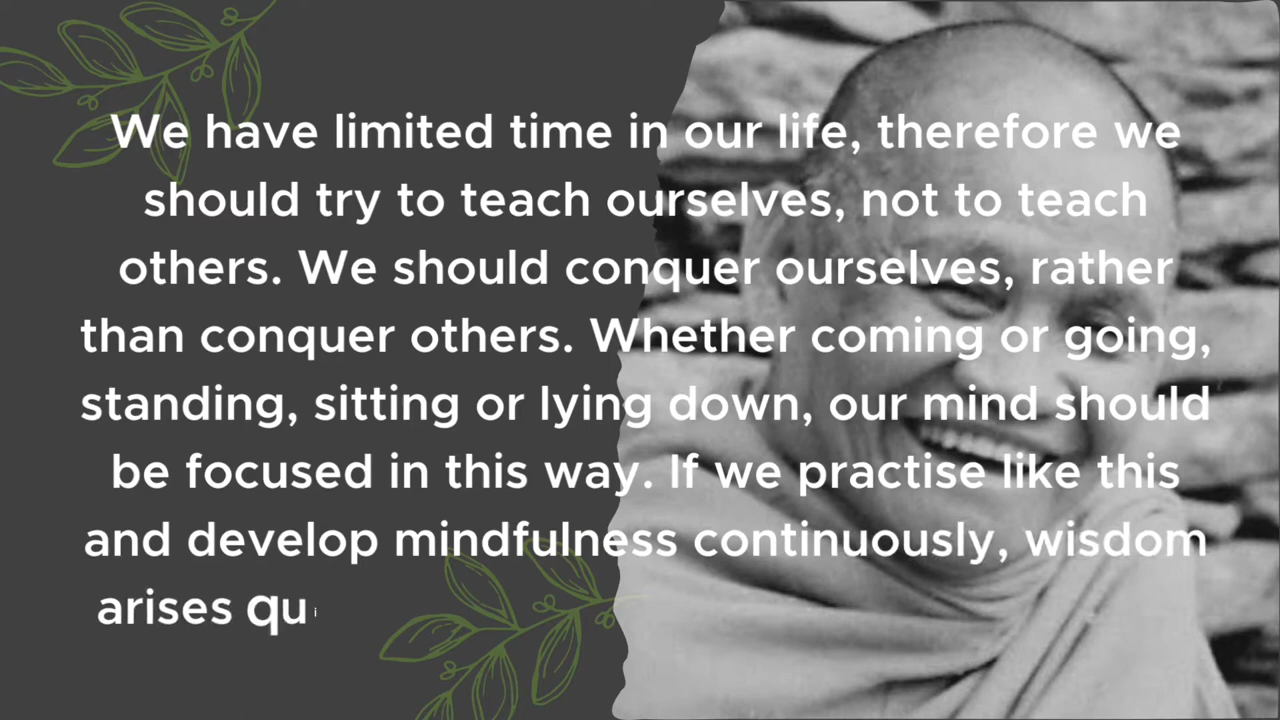 We have limited time in our life, therefore we
should try to teach ourselves, not to teach
others. We should conquer ourselves, rather
than conquer others. Whether coming or going,
standing, sitting or lying down, our mind should
be focused in this way. If we practise like this
and develop mindfulness continuously, wisdom
arises qui